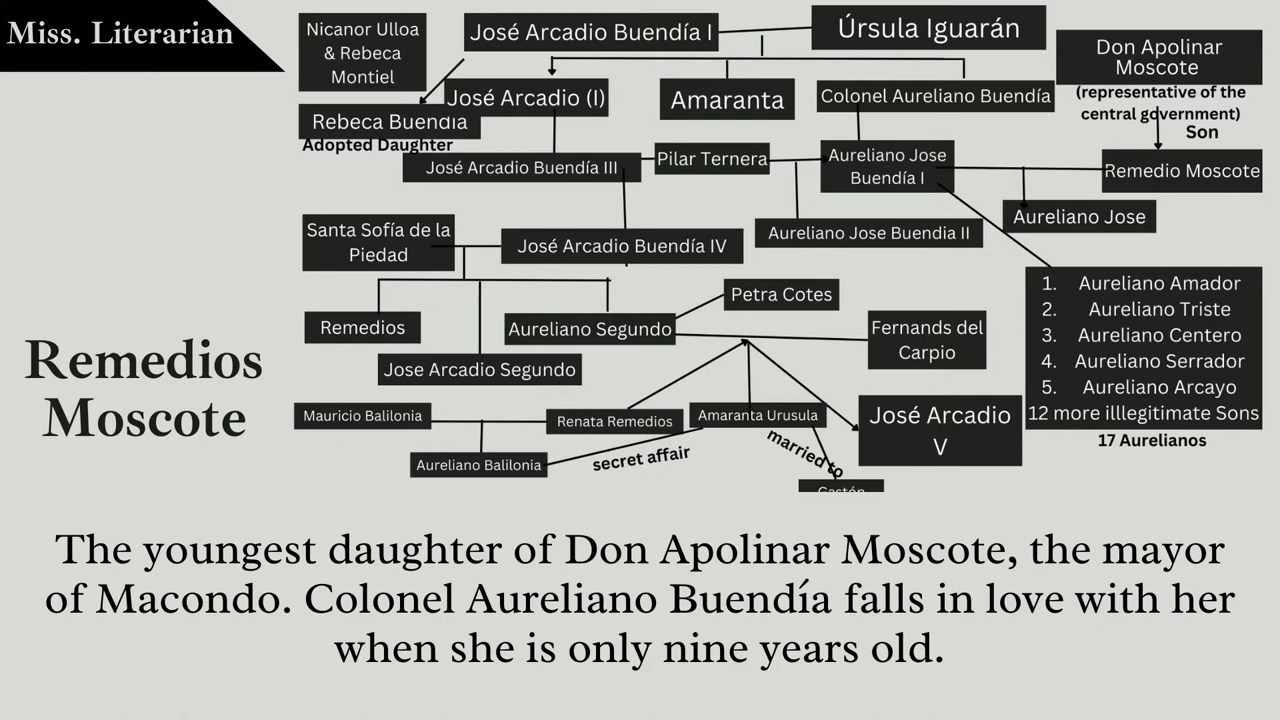 Miss. Literarian
Nicanor Ulloa
& Rebeca
Montiel
José Arcadio Buendía I
Úrsula Iguarán
Don Apolinar
Moscote
(representative of the
central government)
Son
José Arcadio (I)
Amaranta
Colonel Aureliano Buendía
Rebeca Buendia
Adopted Daughter
José Arcadio Buendía III
Pilar Ternera
Aureliano Jose
Buendía I
Remedio Moscote
Aureliano Jose
Santa Sofía de la
Piedad
José Arcadio Buendía IV
Aureliano Jose Buendia II
Petra Cotes
1. Aureliano Amador
2. Aureliano Triste
3. Aureliano Centero
4. Aureliano Serrador
5. Aureliano Arcayo
12 more illlegitimate Sons
17 Aurelianos
Remedios
Aureliano Segundo
Fernands del
Carpio
Jose Arcadio Segundo
Mauricio Balilonia
Renata Remedios
Amaranta Urusula
José Arcadio
V
Aureliano Balilonia
secret affair
married to
Gastón
Remedios
Moscote
The youngest daughter of Don Apolinar Moscote, the mayor
of Macondo. Colonel Aureliano Buendía falls in love with her
when she is only nine years old.